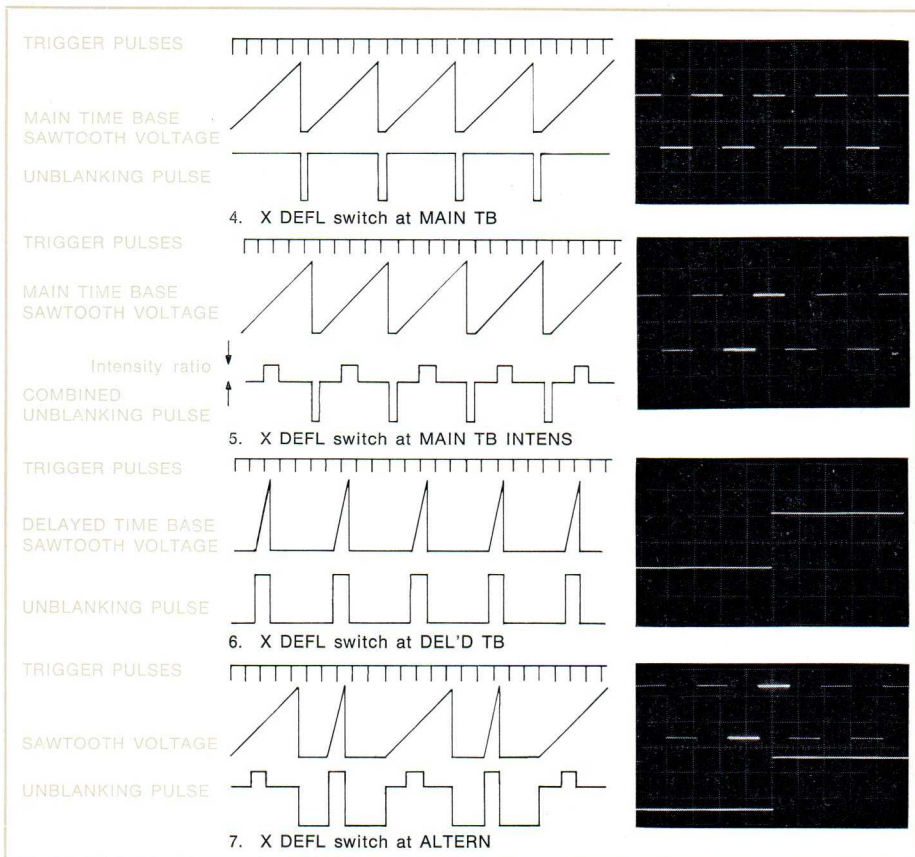 TRIGGER PULSES
MAIN TIME BASE
SAWTOOTH VOLTAGE
UNBLANKING PULSE
4. X DEFL switch at MAIN TB
TRIGGER PULSES
MAIN TIME BASE
SAWTOOTH VOLTAGE
Intensity ratio
COMBINED
UNBLANKING PULSE
5. X DEFL switch at MAIN TB INTENS
TRIGGER PULSES
DELAYED TIME BASE
SAWTOOTH VOLTAGE
UNBLANKING PULSE
6. X DEFL switch at DEL'D TB
TRIGGER PULSES
SAWTOOTH VOLTAGE
UNBLANKING PULSE
7. X DEFL switch at ALTERN